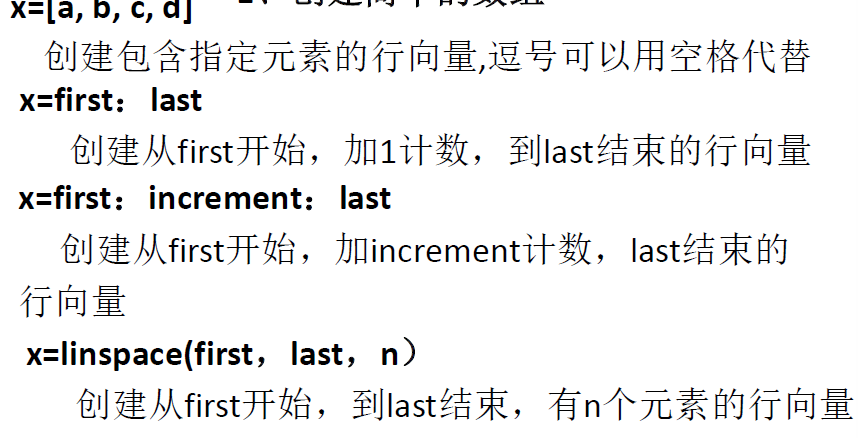 x=[a, b, c, d]
创建包含指定元素的行向量,逗号可以用空格代替
x=first：last
创建从first开始，加1计数，到last结束的行向量
x=first：increment：last
创建从first开始，加increment计数，last结束的
行向量
x=linspace(first，last，n）
创建从first开始，到last结束，有n个元素的行向量